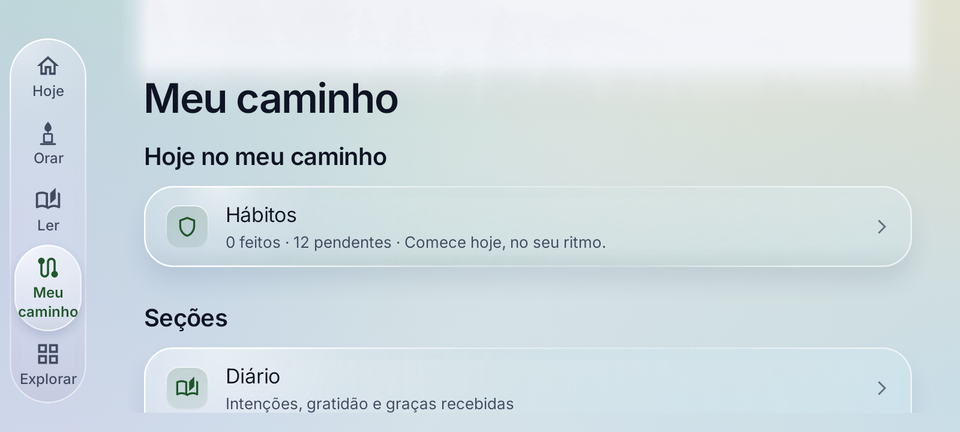 Hoje
Orar
Ler
Meu
caminho
Explorar
Meu caminho
Hoje no meu caminho
Hábitos
0 feitos · 12 pendentes · Comece hoje, no seu ritmo.
Seções
Diário
Intenções, gratidão e graças recebidas